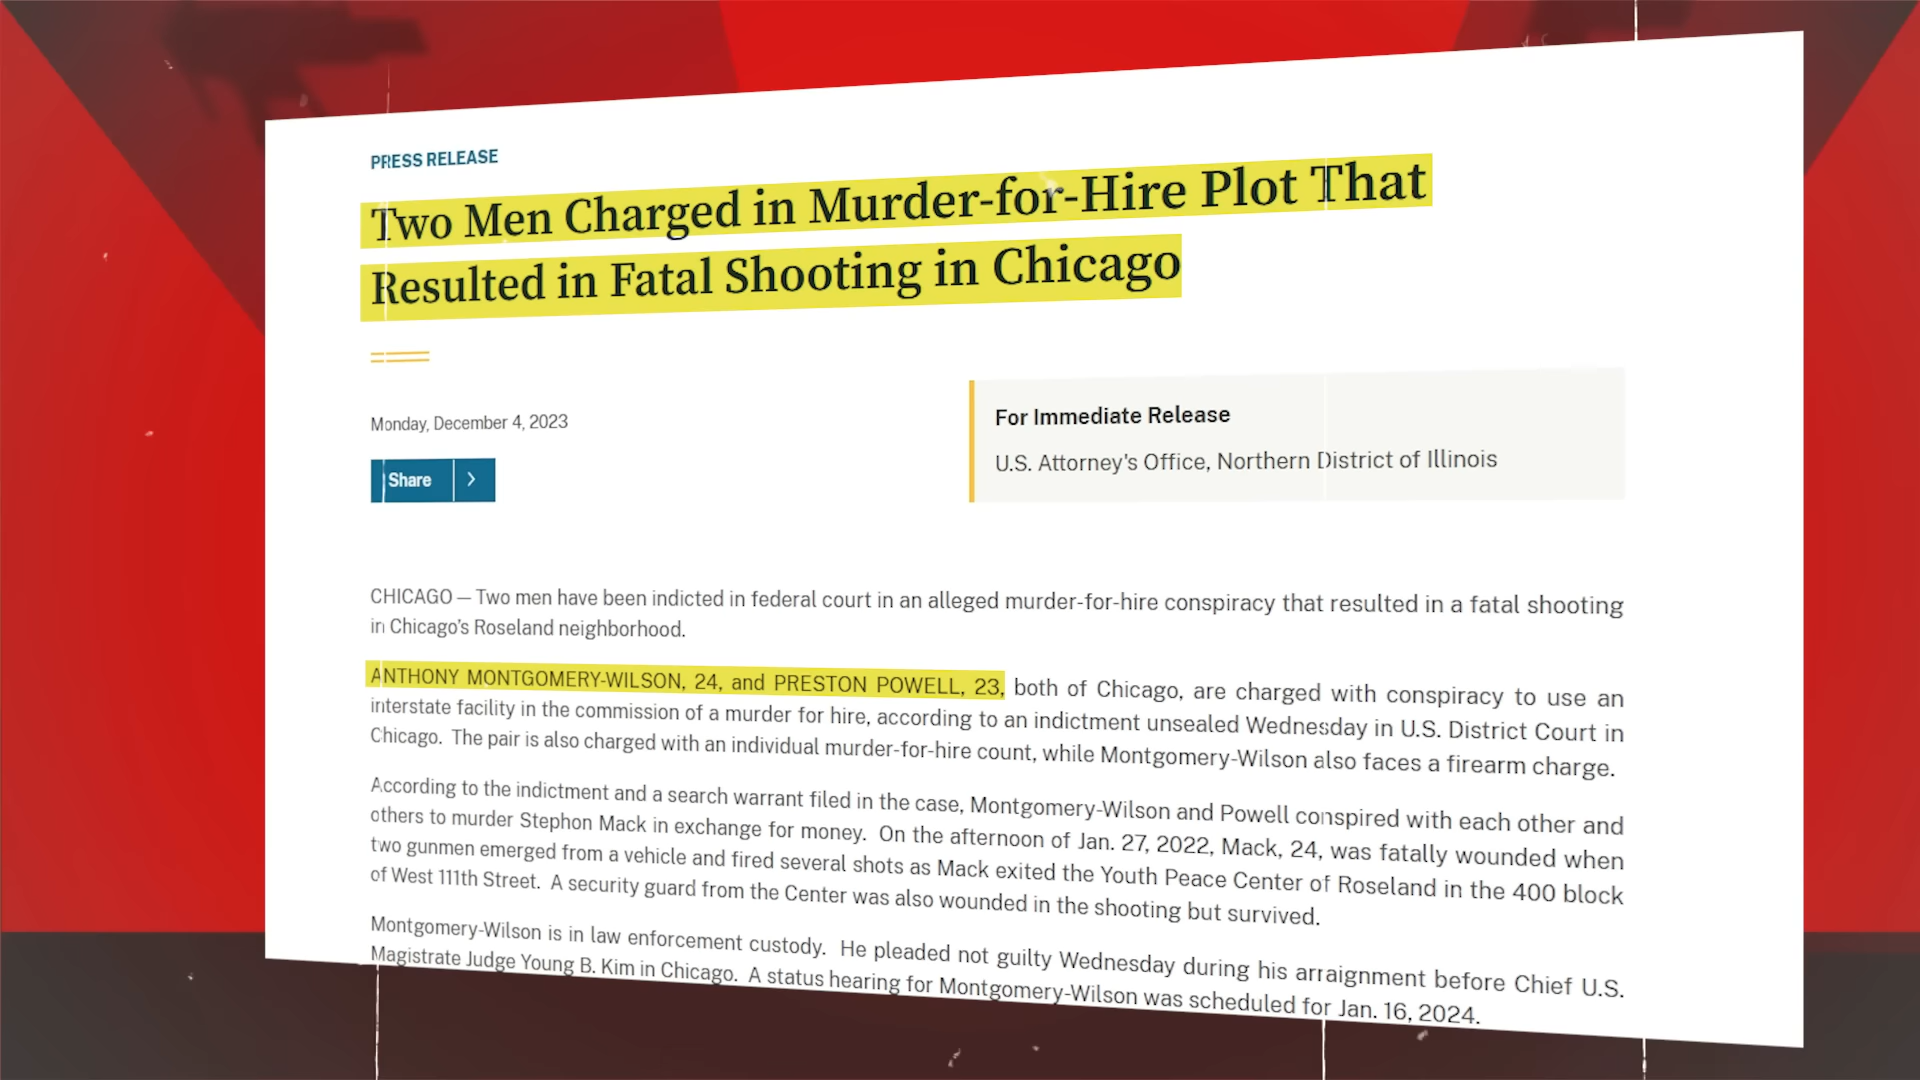 PRESS RELEASE
Two Men Charged in Murder-for-Hire Plot That
Resulted in Fatal Shooting in Chicago
Monday, December 4, 2023
Share
For Immediate Release
U.S. Attorney's Office, Northern District of Illinois
CHICAGO — Two men have been indicted in federal court in an alleged murder-for-hire conspiracy that resulted in a fatal shooting
in Chicago's Roseland neighborhood.
ANTHONY MONTGOMERY-WILSON, 24, and PRESTON POWELL, 23, both of Chicago, are charged with conspiracy to use an
interstate facility in the commission of a murder for hire, according to an indictment unsealed Wednesday in U.S. District Court in
Chicago. The pair is also charged with an individual murder-for-hire count, while Montgomery-Wilson also faces a firearm charge.
According to the indictment and a search warrant filed in the case, Montgomery-Wilson and Powell conspired with each other and
others to murder Stephon Mack in exchange for money. On the afternoon of Jan. 27, 2022, Mack, 24, was fatally wounded when
two gunmen emerged from a vehicle and fired several shots as Mack exited the Youth Peace Center of Roseland in the 400 block
of West 111th Street. A security guard from the Center was also wounded in the shooting but survived.
Montgomery-Wilson is in law enforcement custody. He pleaded not guilty Wednesday during his arraignment before Chief U.S.
Magistrate Judge Young B. Kim in Chicago. A status hearing for Montgomery-Wilson was scheduled for Jan. 16, 2024.